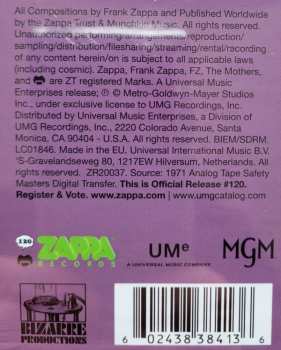 All Compositions by Frank Zappa and Published Worldwide
by the Zappa Trust & Munchkin Music. All rights reserved.
Unauthorized performing/arrangements/reproduction/
sampling/distribution/filesharing/streaming/rental/recording
of any content herein/on is subject to all applicable laws
(including cosmic). Zappa, Frank Zappa, FZ, The Mothers,
and are ZT registered Marks. A Universal Music
Enterprises release; ℗ © Metro-Goldwyn-Mayer Studios
Inc., under exclusive license to UMG Recordings, Inc.
Distributed by Universal Music Enterprises, a Division of
UMG Recordings, Inc., 2220 Colorado Avenue, Santa
Monica, CA 90404 - U.S.A. All rights reserved. BIEM/SDRM.
LC01846. Made in the EU. Universal International Music B.V.
'S-Gravelandseweg 80, 1217EW Hilversum, Netherlands. All
rights reserved. ZR20037. Source: 1971 Analog Tape Safety
Masters Digital Transfer. This is Official Release #120.
Register & Vote. www.zappa.com | www.umgcatalog.com
120 ZAPPA
RECORDS
UMe
A UNIVERSAL MUSIC COMPANY
MGM
BIZARRE
PRODUCTIONS
6 02438 38413 6